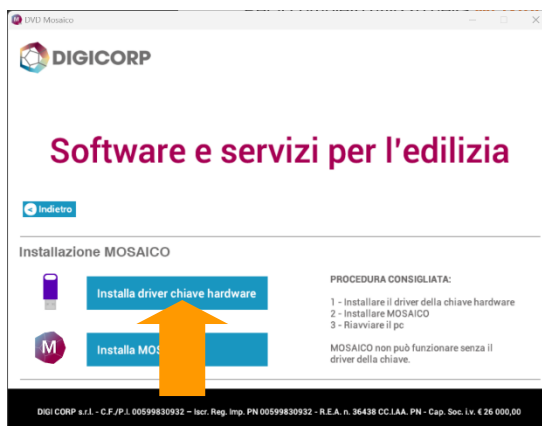 DVD Mosaico
DIGICORP
Software e servizi per l'edilizia
Indietro
Installazione MOSAICO
Installa driver chiave hardware
M
Installa MOS
PROCEDURA CONSIGLIATA:
1 - Installare il driver della chiave hardware
2 - Installare MOSAICO
3 - Riavviare il pc
MOSAICO non può funzionare senza il
driver della chiave.
DIGI CORP s.r.l. - C.F./P.I. 00599830932 – Iscr. Reg. Imp. PN 00599830932 - R.E.A. n. 36438 CC.I.AA. PN - Cap. Soc. i.v. € 26 000,00